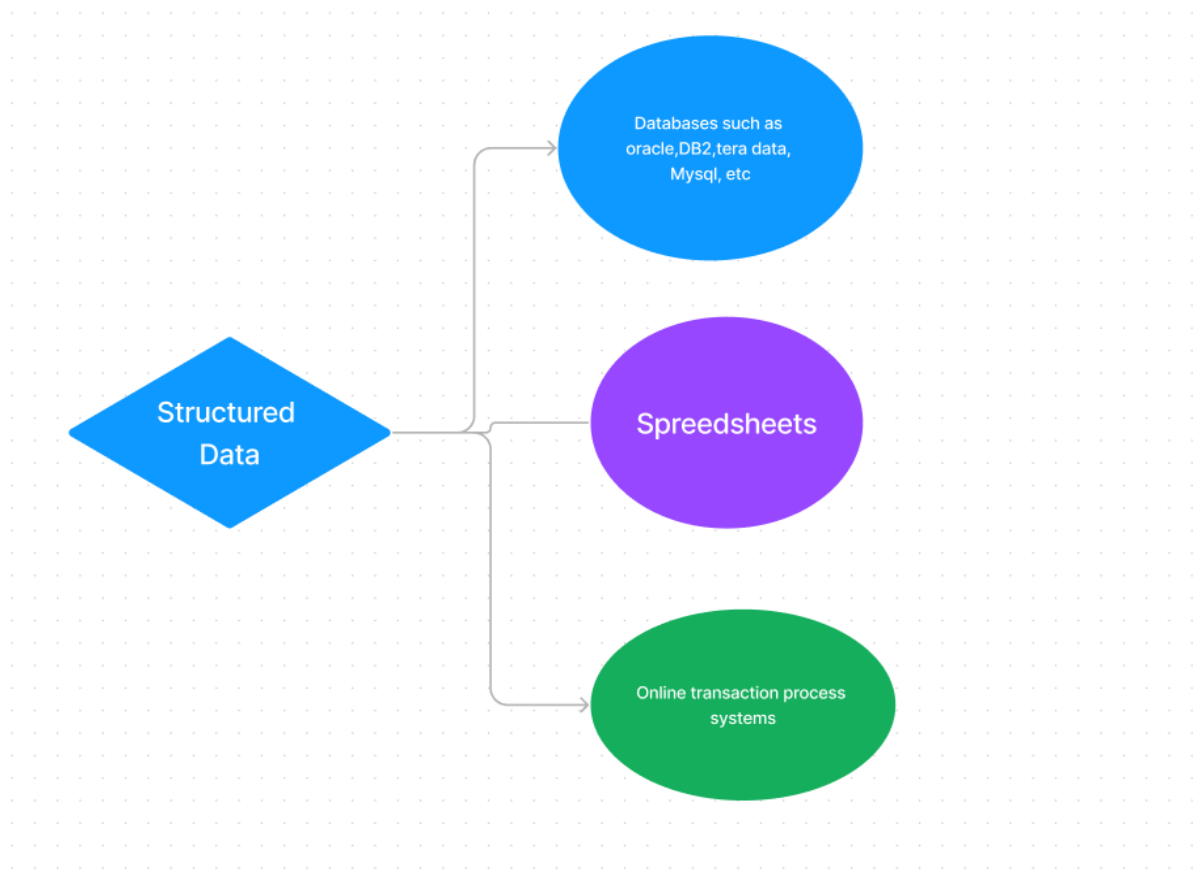 Databases such as
oracle,DB2,tera data,
Mysql, etc
Structured
Data
Spreedsheets
Online transaction process
systems